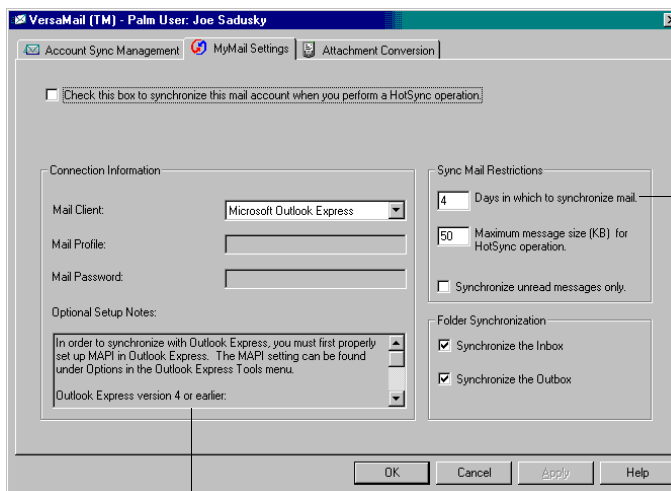 VersaMail (TM) - Palm User: Joe Sadusky
Account Sync Management
MyMail Settings
Attachment Conversion
Check this box to synchronize this mail account when you perform a HotSync operation.
Connection Information
Mail Client:
Microsoft Outlook Express
Mail Profile:
Mail Password:
Optional Setup Notes:
In order to synchronize with Outlook Express, you must first properly
set up MAPI in Outlook Express. The MAPI setting can be found
under Options in the Outlook Express Tools menu.
Outlook Express version 4 or earlier:
Sync Mail Restrictions
4 Days in which to synchronize mail.
50 Maximum message size (KB) for
HotSync operation.
Synchronize unread messages only.
Folder Synchronization
Synchronize the Inbox
Synchronize the Outbox
OK
Cancel
Apply
Help